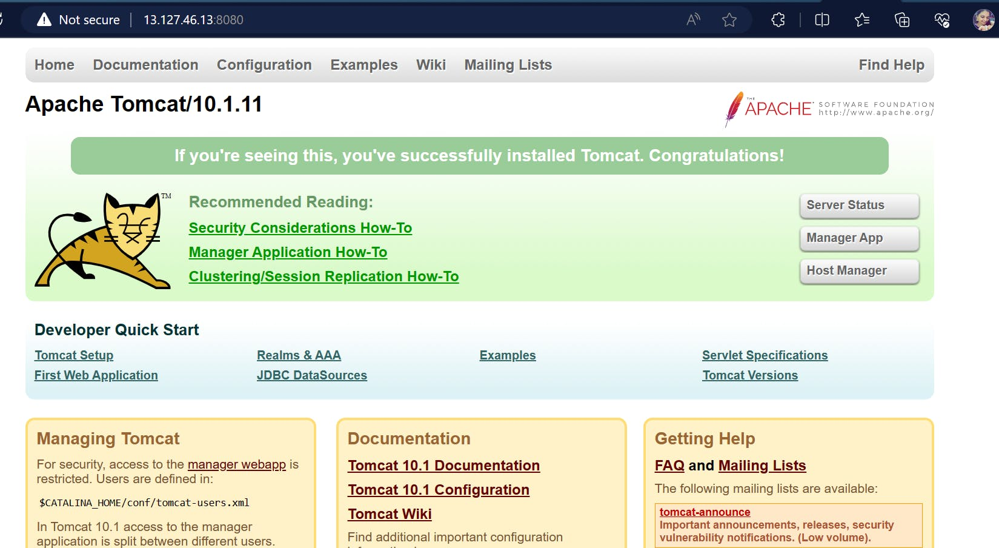 Not secure 13.127.46.13:8080
Home Documentation Configuration Examples Wiki Mailing Lists Find Help
Apache Tomcat/10.1.11
THE APACHE SOFTWARE FOUNDATION
http://www.apache.org/
If you're seeing this, you've successfully installed Tomcat. Congratulations!
TM
Recommended Reading:
Security Considerations How-To
Manager Application How-To
Clustering/Session Replication How-To
Server Status
Manager App
Host Manager
Developer Quick Start
Tomcat Setup
First Web Application
Realms & AAA
JDBC DataSources
Examples
Servlet Specifications
Tomcat Versions
Managing Tomcat
For security, access to the manager webapp is
restricted. Users are defined in:
$CATALINA_HOME/conf/tomcat-users.xml
In Tomcat 10.1 access to the manager
application is split between different users.
Documentation
Tomcat 10.1 Documentation
Tomcat 10.1 Configuration
Tomcat Wiki
Find additional important configuration
Getting Help
FAQ and Mailing Lists
The following mailing lists are available:
tomcat-announce
Important announcements, releases, security
vulnerability notifications. (Low volume).